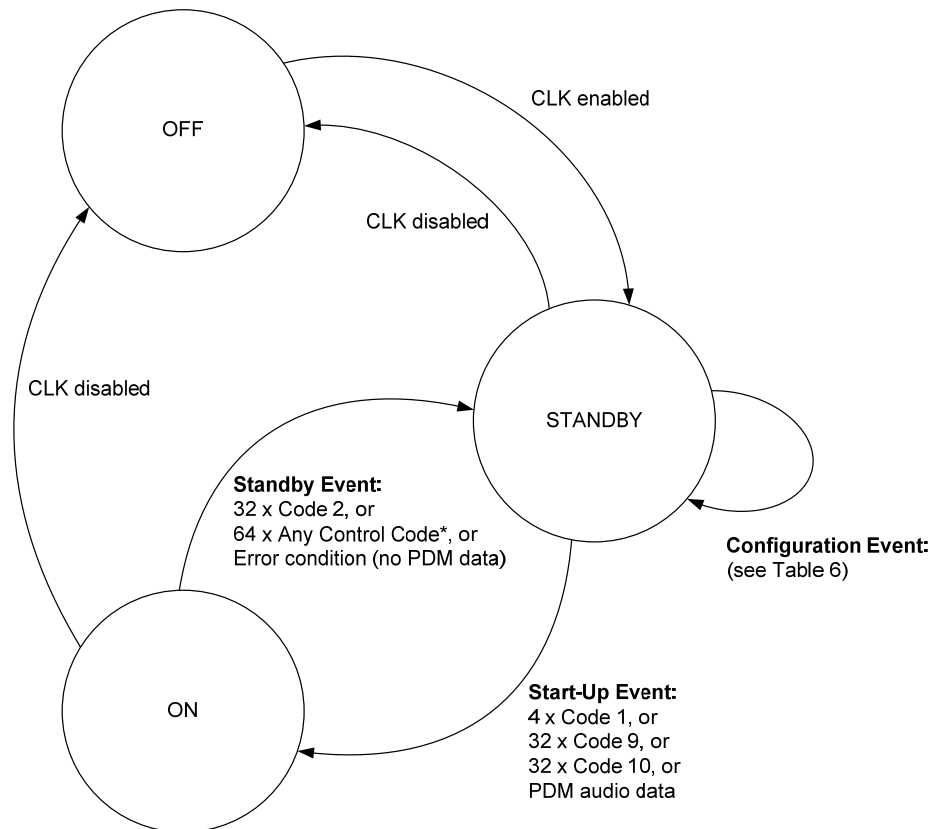 OFF
CLK enabled
CLK disabled
CLK disabled
STANDBY
Standby Event:
32 x Code 2, or
64 x Any Control Code*, or
Error condition (no PDM data)
Configuration Event:
(see Table 6)
ON
Start-Up Event:
4 x Code 1, or
32 x Code 9, or
32 x Code 10, or
PDM audio data